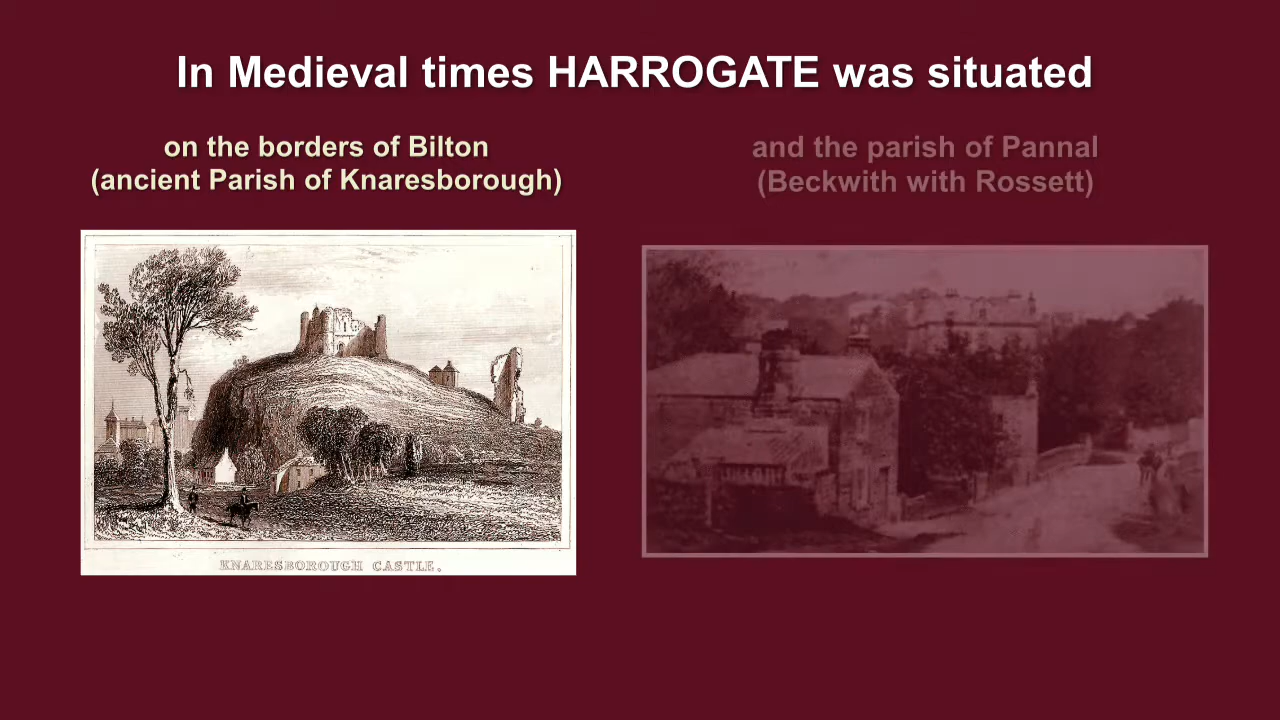 In Medieval times HARROGATE was situated
on the borders of Bilton
(ancient Parish of Knaresborough)
and the parish of Pannal
(Beckwith with Rossett)
KNARESBOROUGH CASTLE.